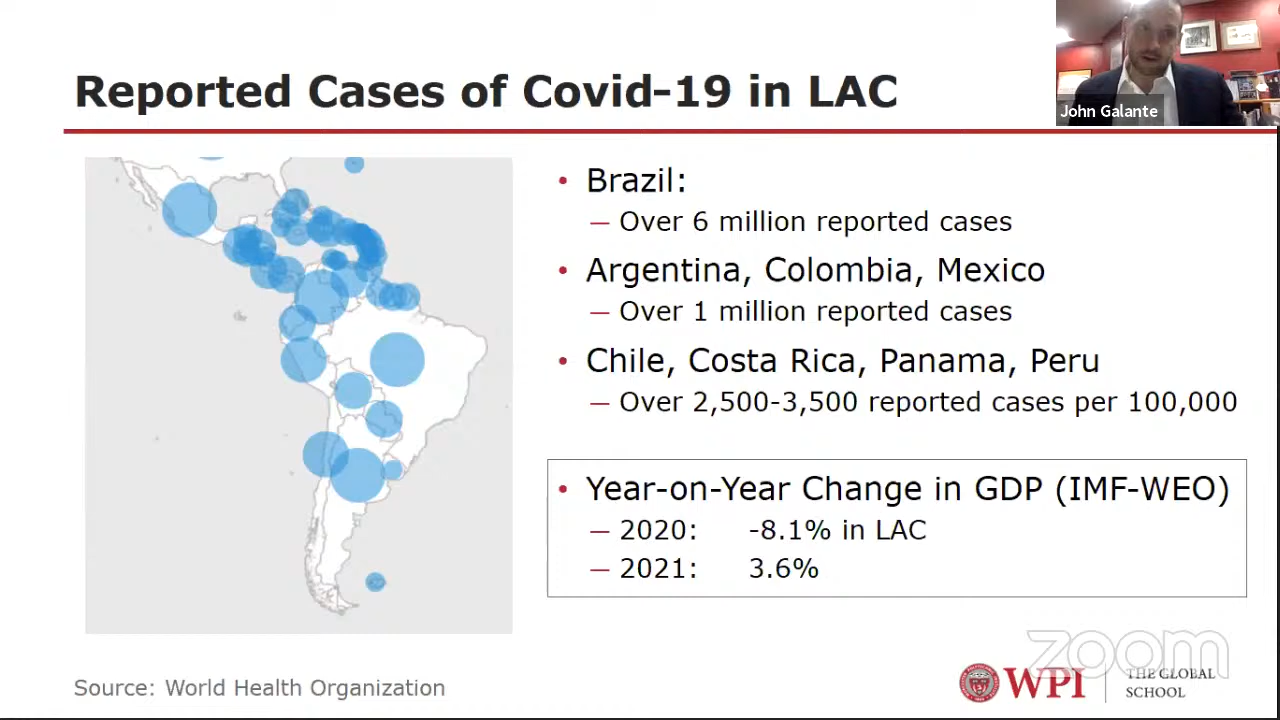 Reported Cases of Covid-19 in LAC
John Galante
• Brazil:
— Over 6 million reported cases
• Argentina, Colombia, Mexico
— Over 1 million reported cases
• Chile, Costa Rica, Panama, Peru
— Over 2,500-3,500 reported cases per 100,000
• Year-on-Year Change in GDP (IMF-WEO)
— 2020: -8.1% in LAC
— 2021: 3.6%
Source: World Health Organization
zoom
WPI
THE GLOBAL
SCHOOL